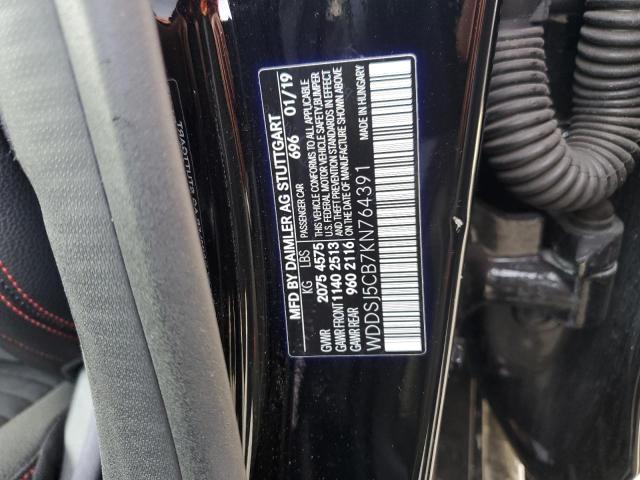 MFD BY DAIMLER AG STUTTGART
696 01/19
KG LBS PASSENGER CAR
GVWR 2075 4575 THIS VEHICLE CONFORMS TO ALL APPLICABLE
GAWR FRONT 1140 2513 U.S. FEDERAL MOTOR VEHICLE SAFETY, BUMPER
GAWR REAR 960 2116 AND THEFT PREVENTION STANDARDS IN EFFECT
ON THE DATE OF MANUFACTURE SHOWN ABOVE
WDDSJ5CB7KN764391 MADE IN HUNGARY